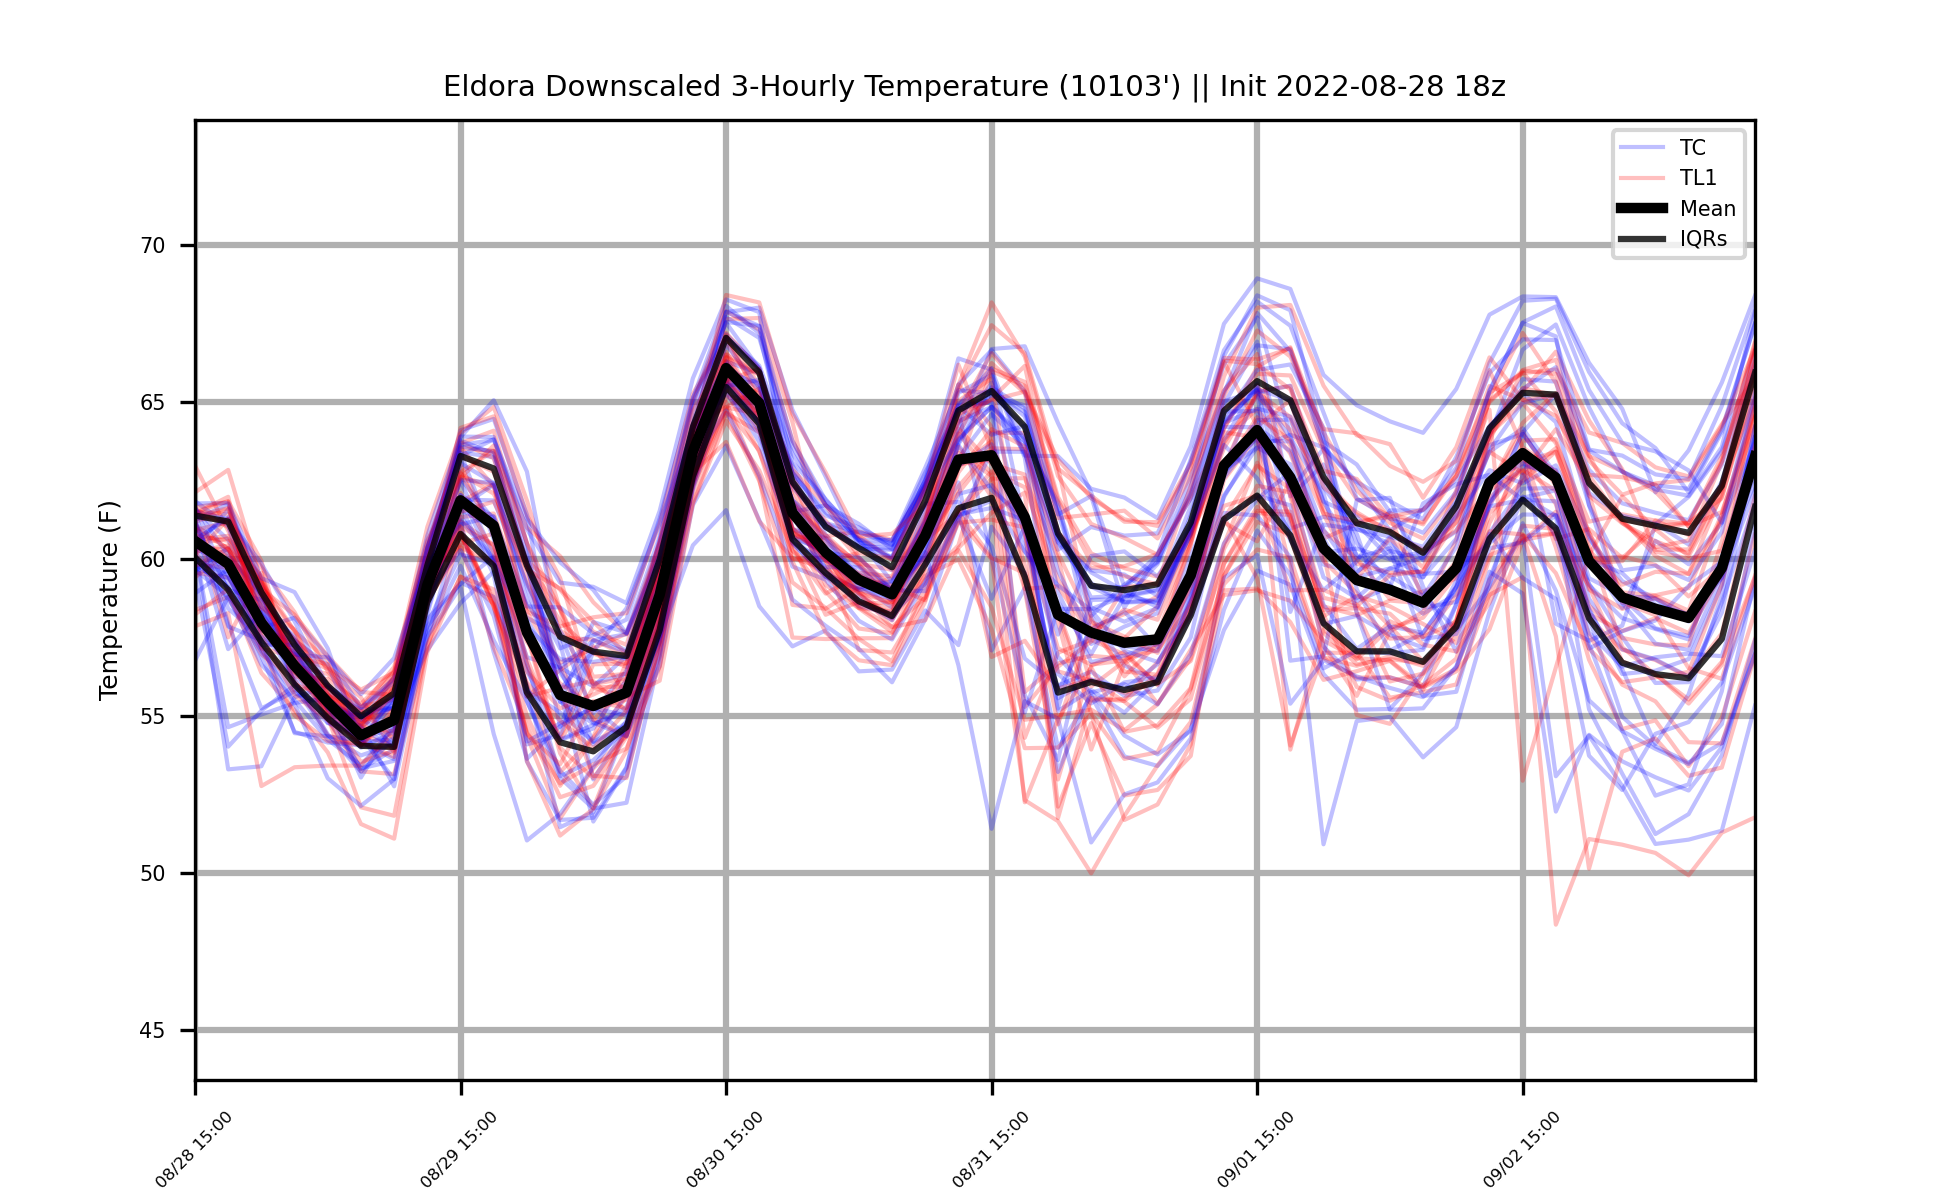 Eldora Downscaled 3-Hourly Temperature (10103') || Init 2022-08-28 18z
TC
TL1
Mean
IQRs
Temperature (F)
70
65
60
55
50
45
08/28 15:00
08/29 15:00
08/30 15:00
08/31 15:00
09/01 15:00
09/02 15:00